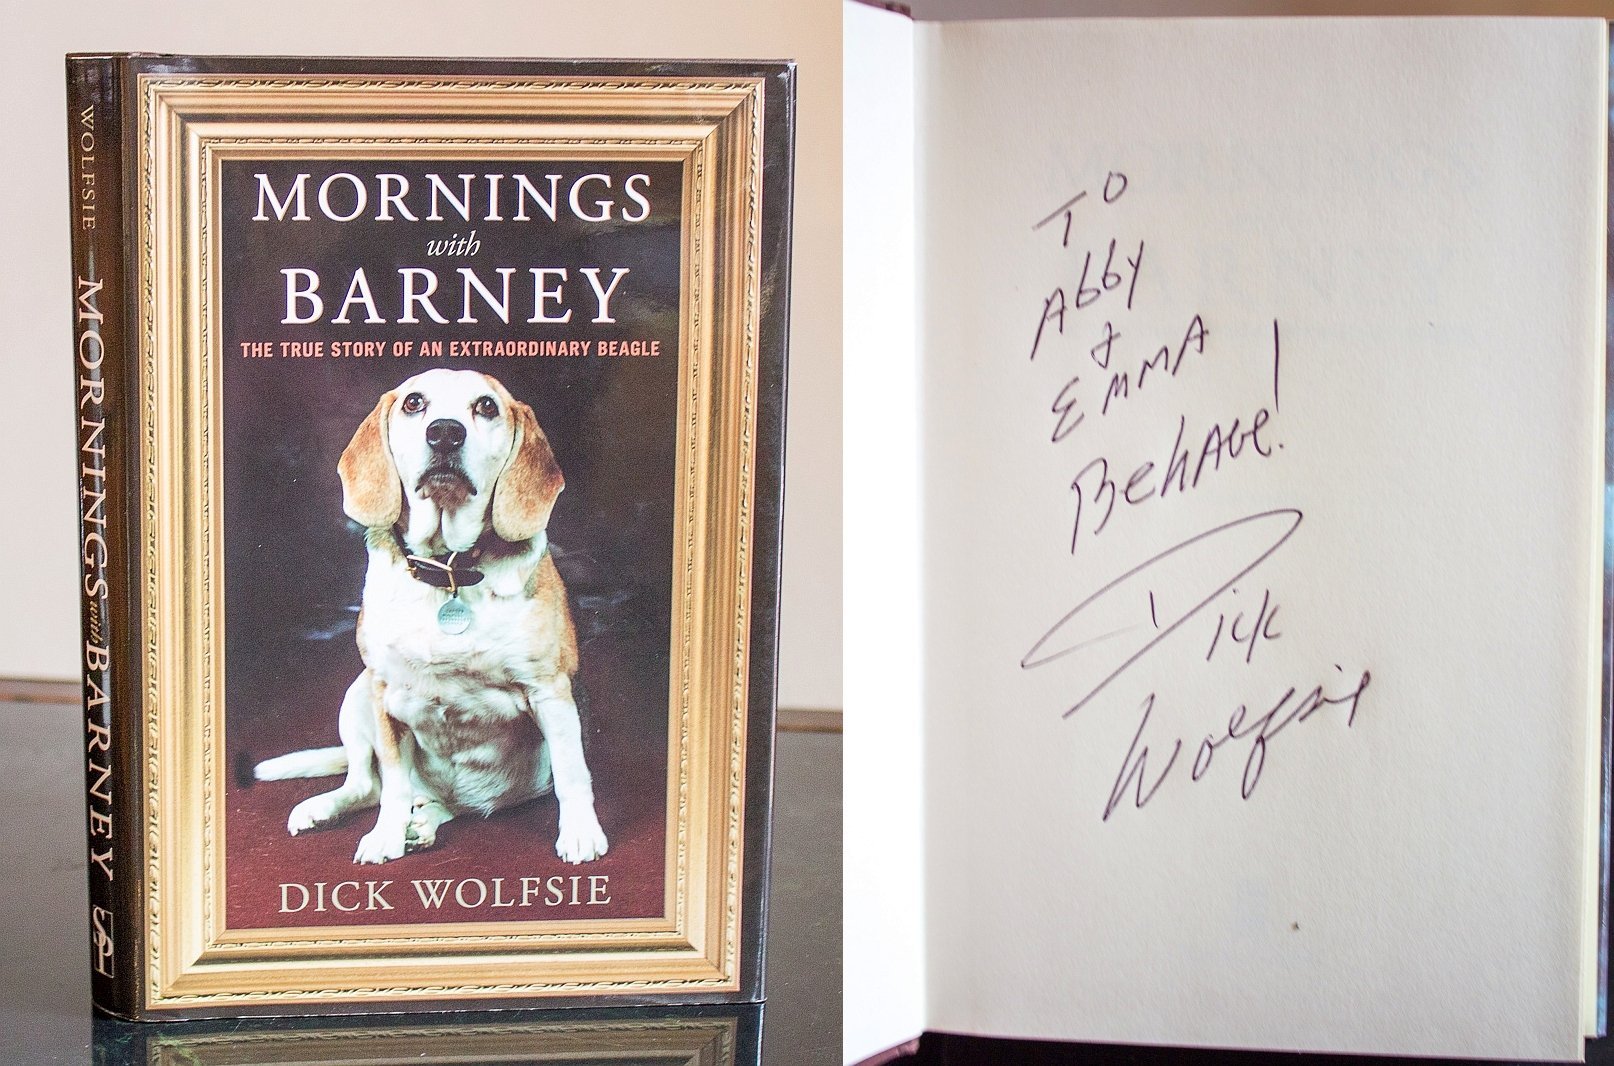 WOLFSIE MORNINGS with BARNEY
MORNINGS
with
BARNEY
THE TRUE STORY OF AN EXTRAORDINARY BEAGLE
DICK WOLFSIE
TO
Abby
&
EMMA
BehAve!
Dick
Wolfsie